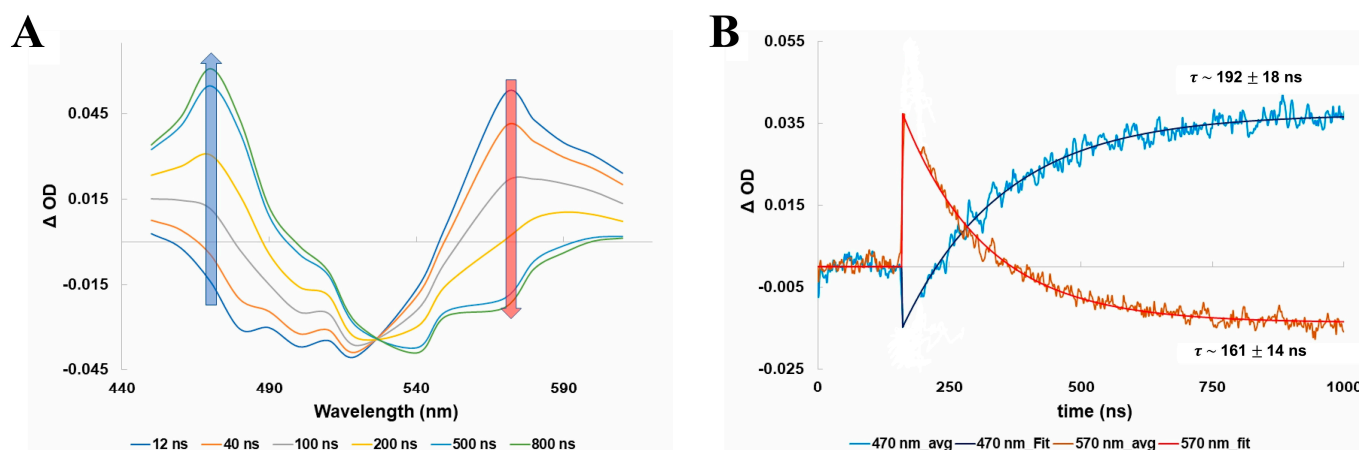 A
0.045
0.015
-0.015
-0.045
Δ OD
440
490
540
590
Wavelength (nm)
12 ns
40 ns
100 ns
200 ns
500 ns
800 ns
B
0.055
0.035
0.015
-0.005
-0.025
Δ OD
τ ~ 192 ± 18 ns
τ ~ 161 ± 14 ns
0
250
500
750
1000
time (ns)
470 nm_avg
470 nm_Fit
570 nm_avg
570 nm_fit